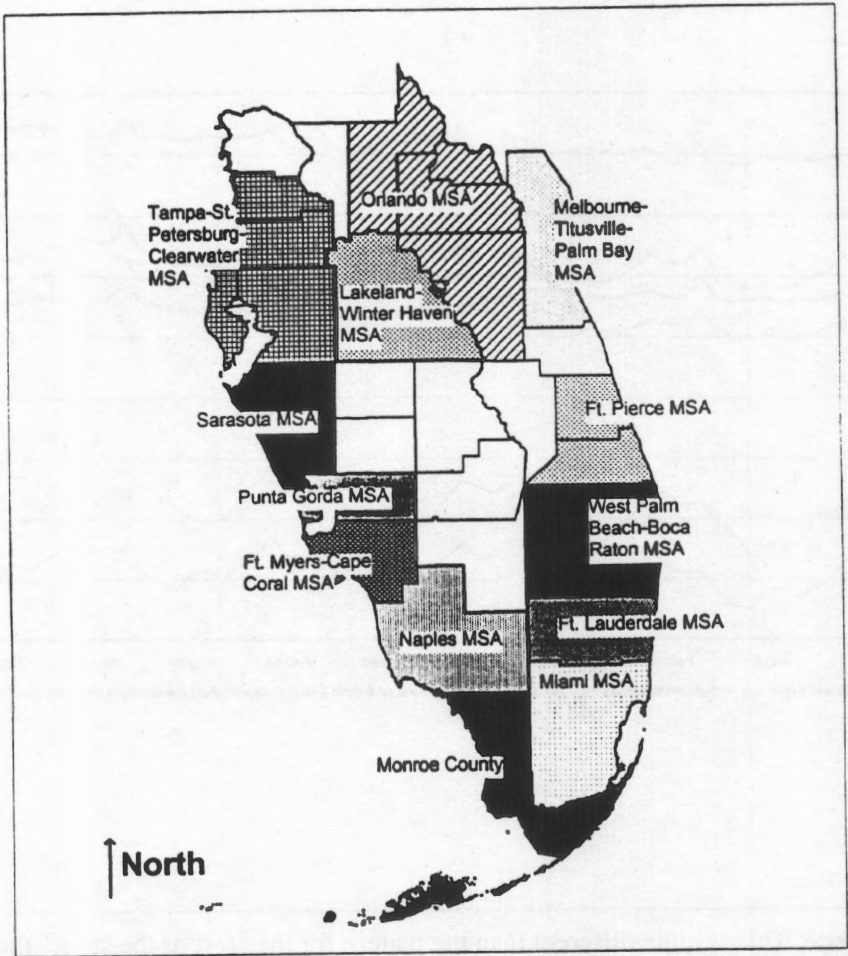 Orlando MSA
Tampa-St.
Petersburg-
Clearwater
MSA
Melbourne-
Titusville-
Palm Bay
MSA
Lakeland-
Winter Haven
MSA
Sarasota MSA
Ft. Pierce MSA
Punta Gorda MSA
West Palm
Beach-Boca
Raton MSA
Ft. Myers-Cape
Coral MSA
Ft. Lauderdale MSA
Naples MSA
Miami MSA
Monroe County
North